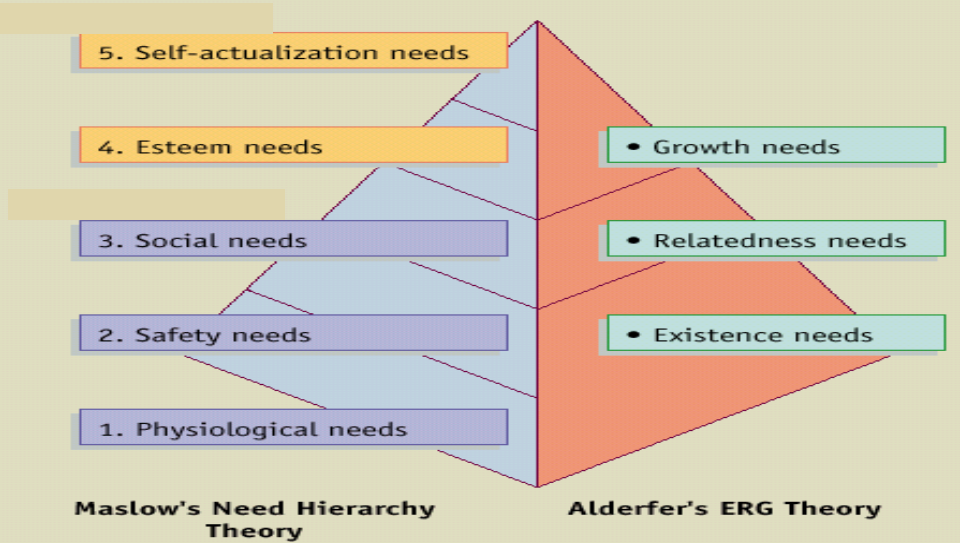 5. Self-actualization needs
4. Esteem needs
• Growth needs
3. Social needs
• Relatedness needs
2. Safety needs
• Existence needs
1. Physiological needs
Maslow's Need Hierarchy
Theory
Alderfer's ERG Theory